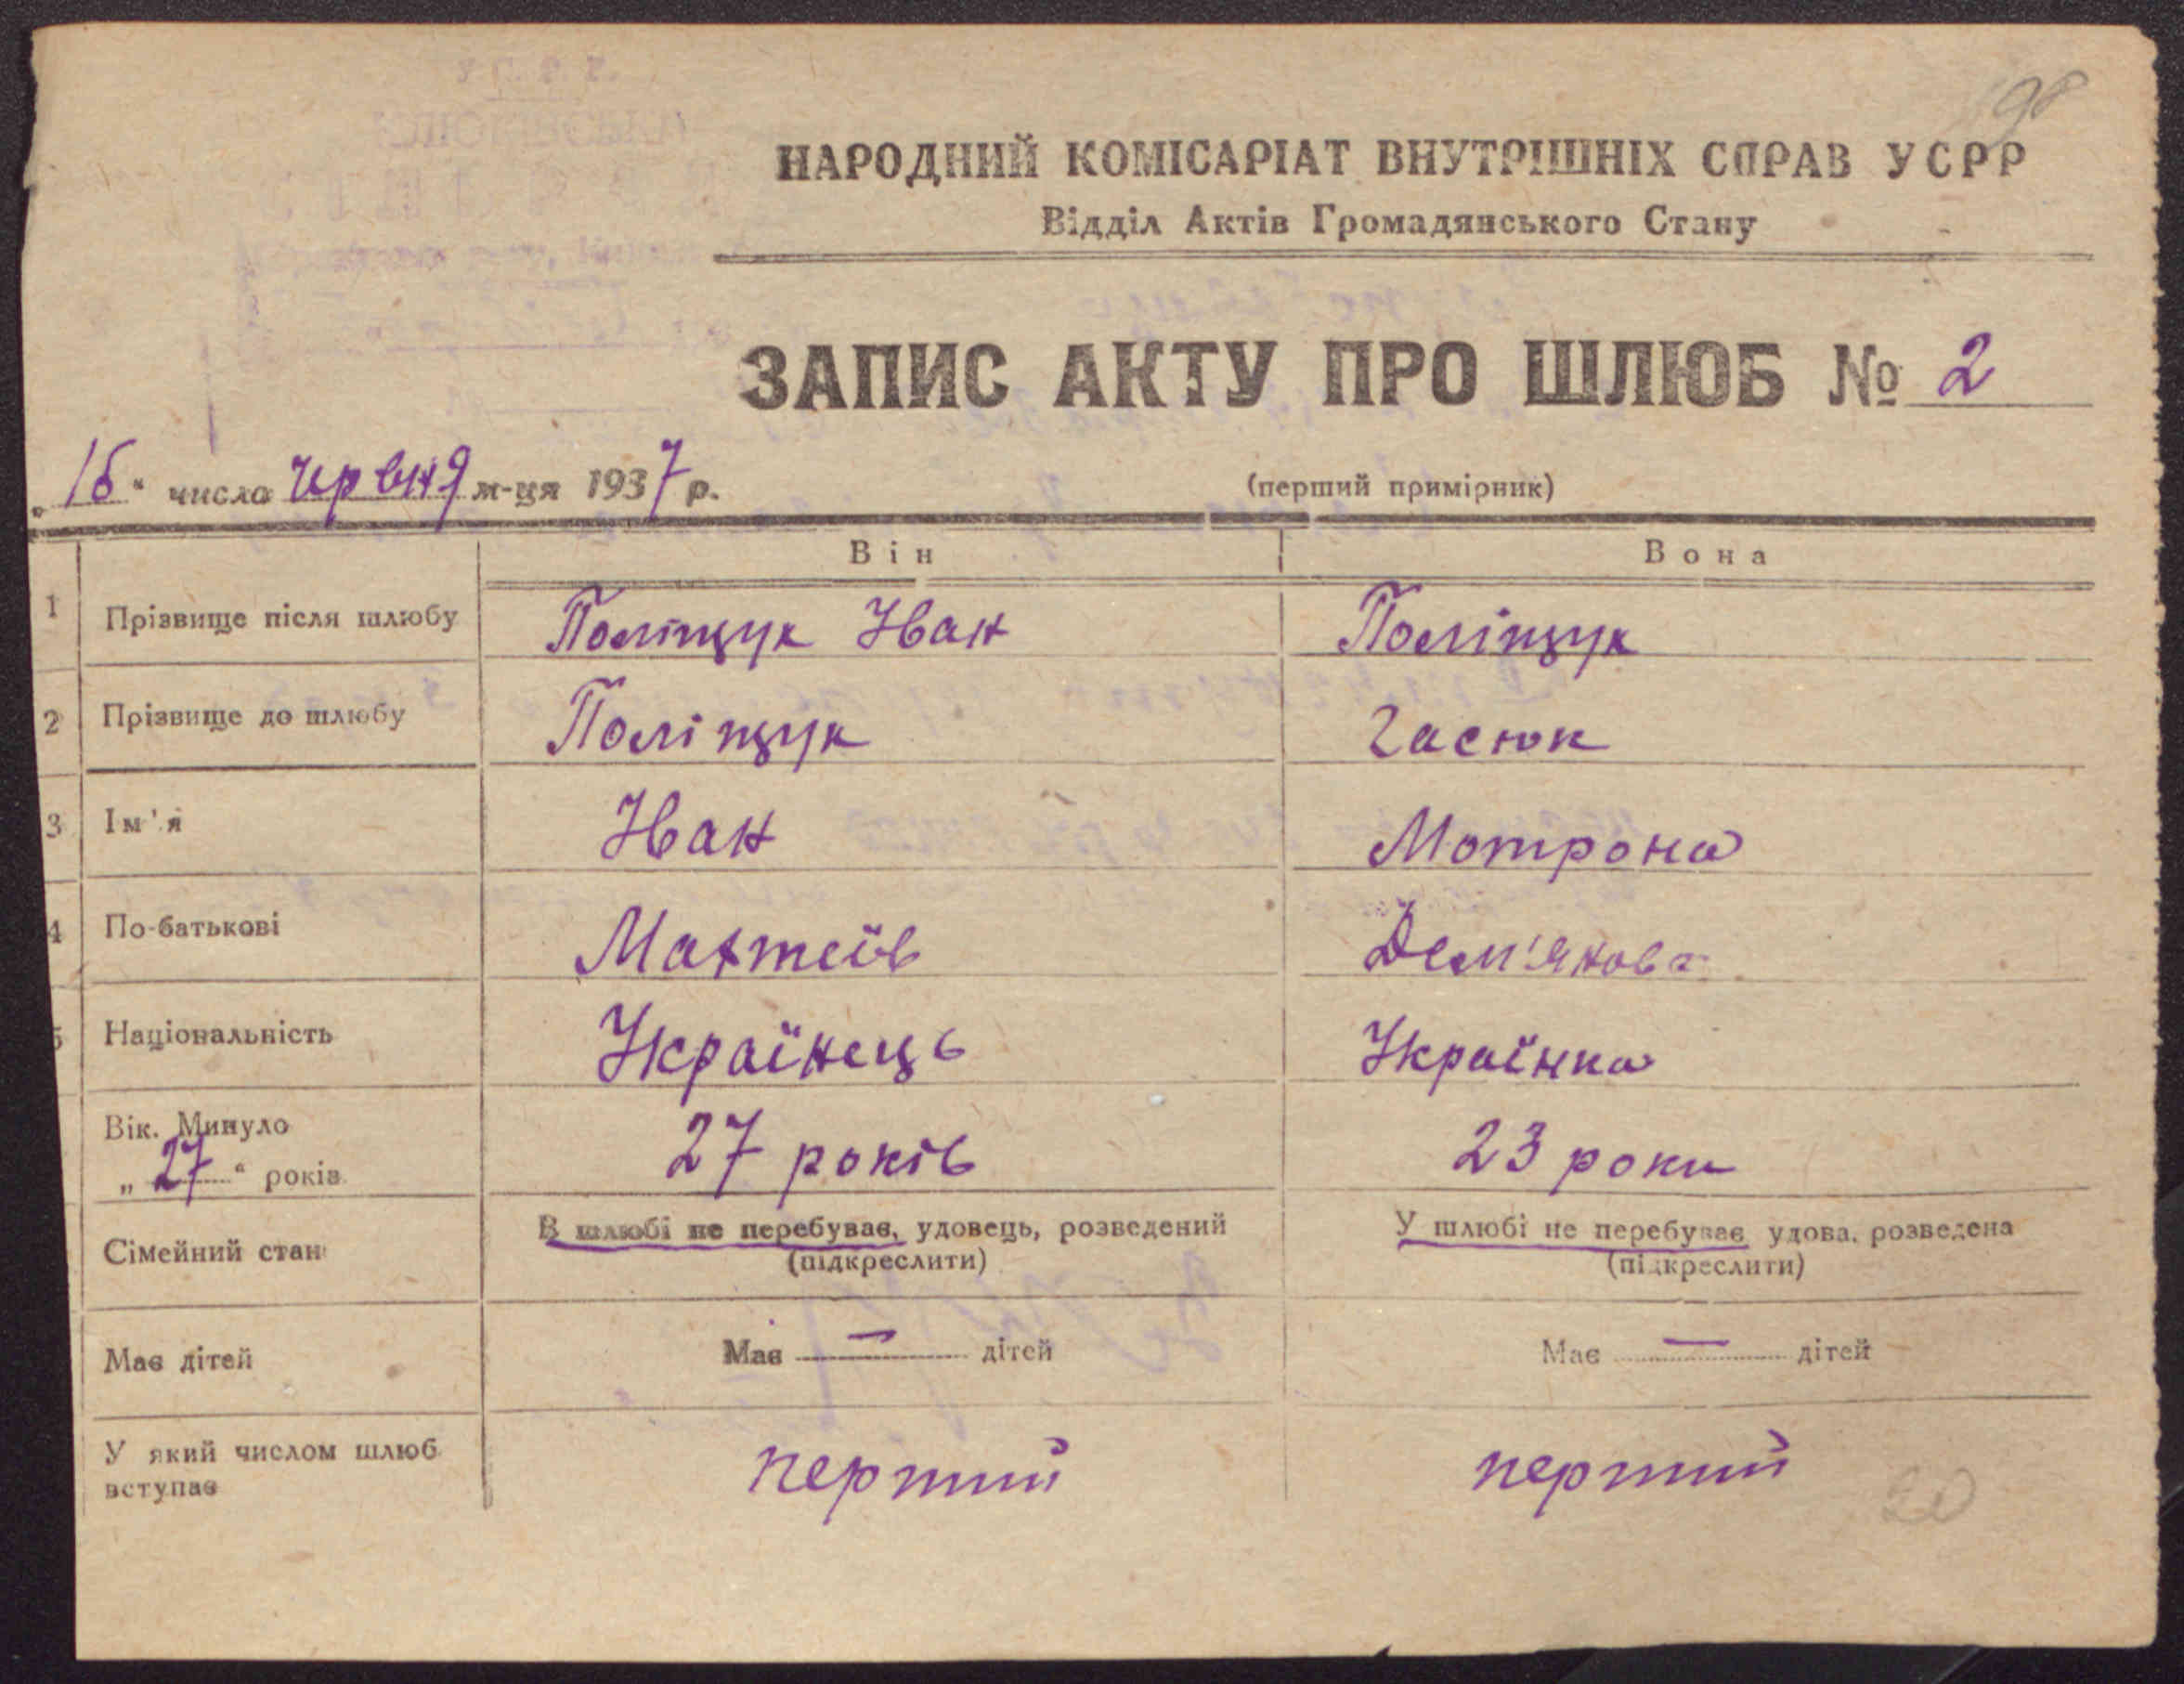 98
НАРОДНИЙ КОМІСАРІАТ ВНУТРІШНІХ СПРАВ УСРР
Відділ Актів Громадянського Стану
ЗАПИС АКТУ ПРО ШЛЮБ № 2
„16“ числа червня м-ця 1937 р. (перший примірник)
Він Вона
1 Прізвище після шлюбу Поліщук Іван Поліщук
2 Прізвище до шлюбу Поліщук Гасюк
3 Ім'я Іван Мотрона
4 По-батькові Махтеїв Дем'янова
5 Національність Українець Українка
Вік. Минуло
„27“ років 27 років 23 роки
Сімейний стан В шлюбі не перебував, удовець, розведений У шлюбі не перебував, удова, розведена
(підкреслити) (підкреслити)
Має дітей Має — дітей Має — дітей
У який числом шлюб
вступає перший перший
20